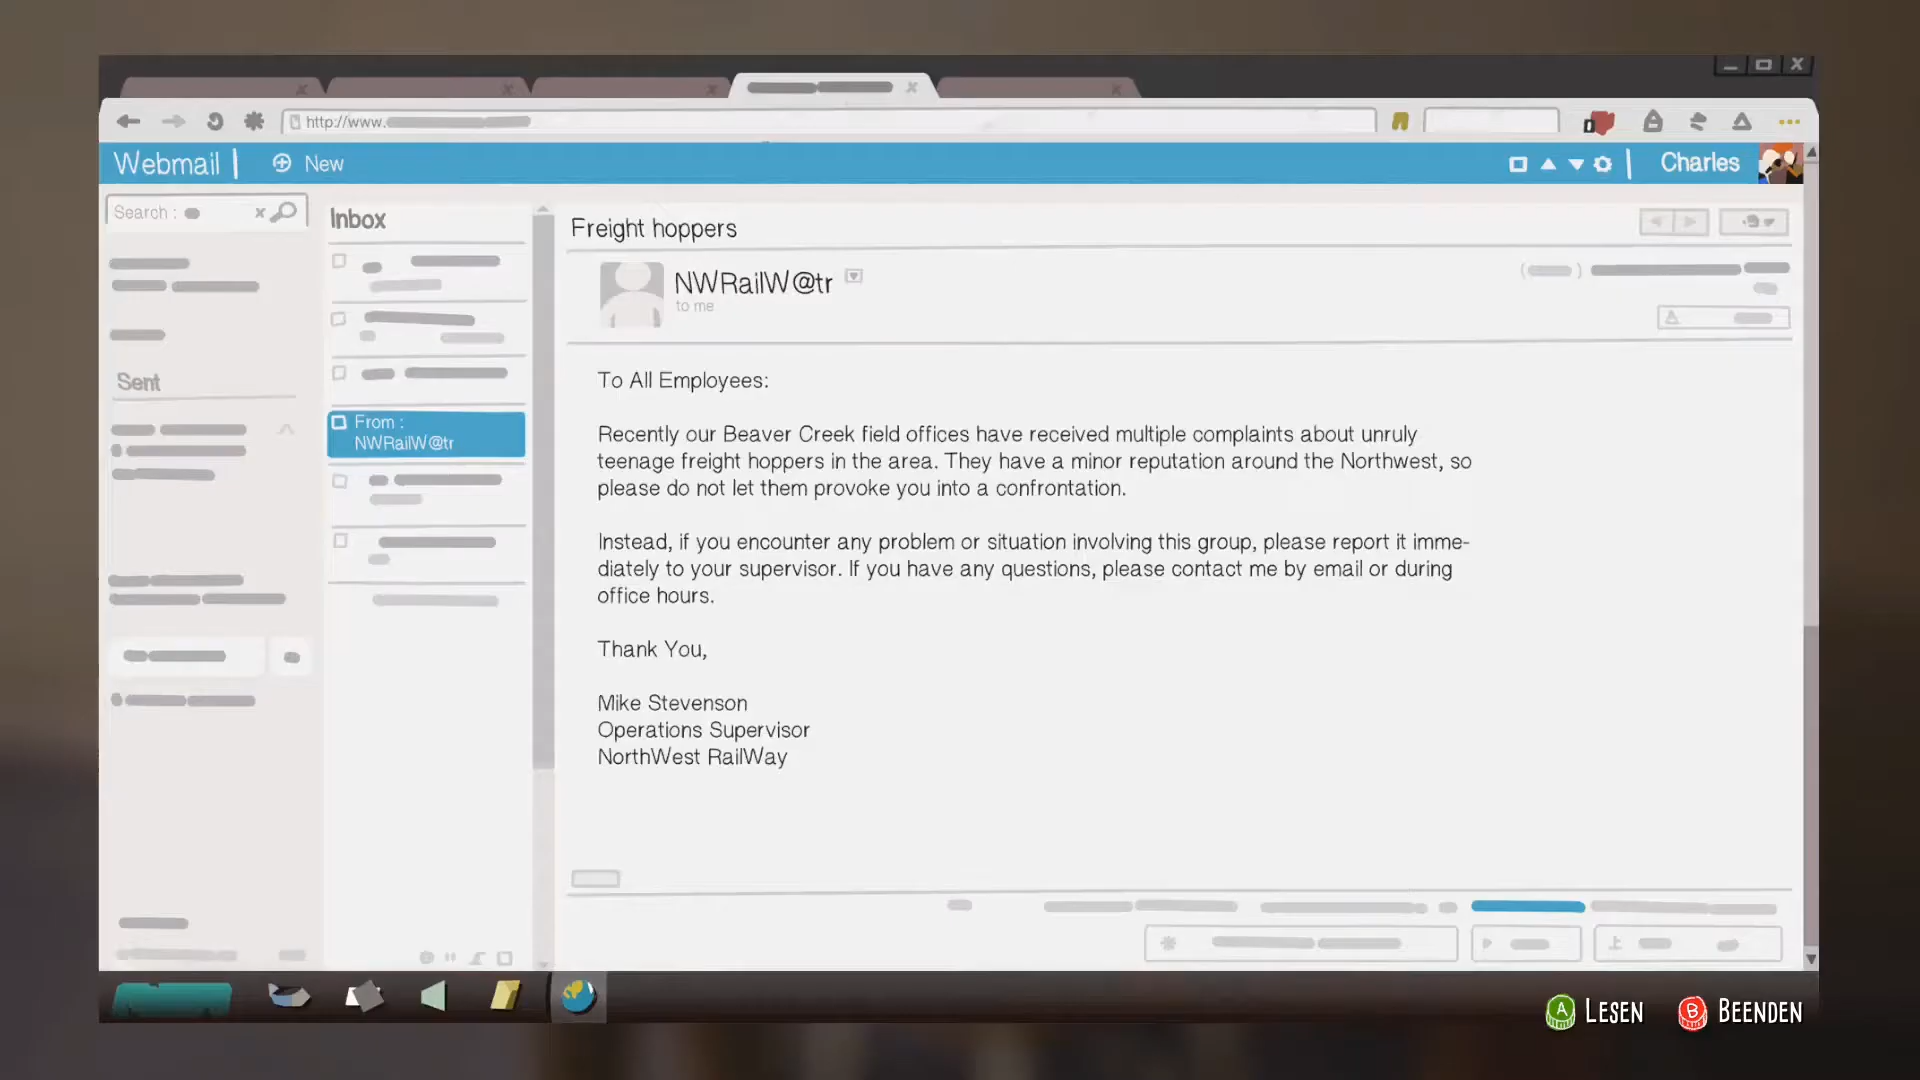 http://www.
Webmail
New
Charles
Search :
Inbox
Freight hoppers
NWRailW@tr
to me
Sent
From :
NWRailW@tr
To All Employees:
Recently our Beaver Creek field offices have received multiple complaints about unruly
teenage freight hoppers in the area. They have a minor reputation around the Northwest, so
please do not let them provoke you into a confrontation.
Instead, if you encounter any problem or situation involving this group, please report it imme-
diately to your supervisor. If you have any questions, please contact me by email or during
office hours.
Thank You,
Mike Stevenson
Operations Supervisor
NorthWest RailWay
A LESEN
B BEENDEN